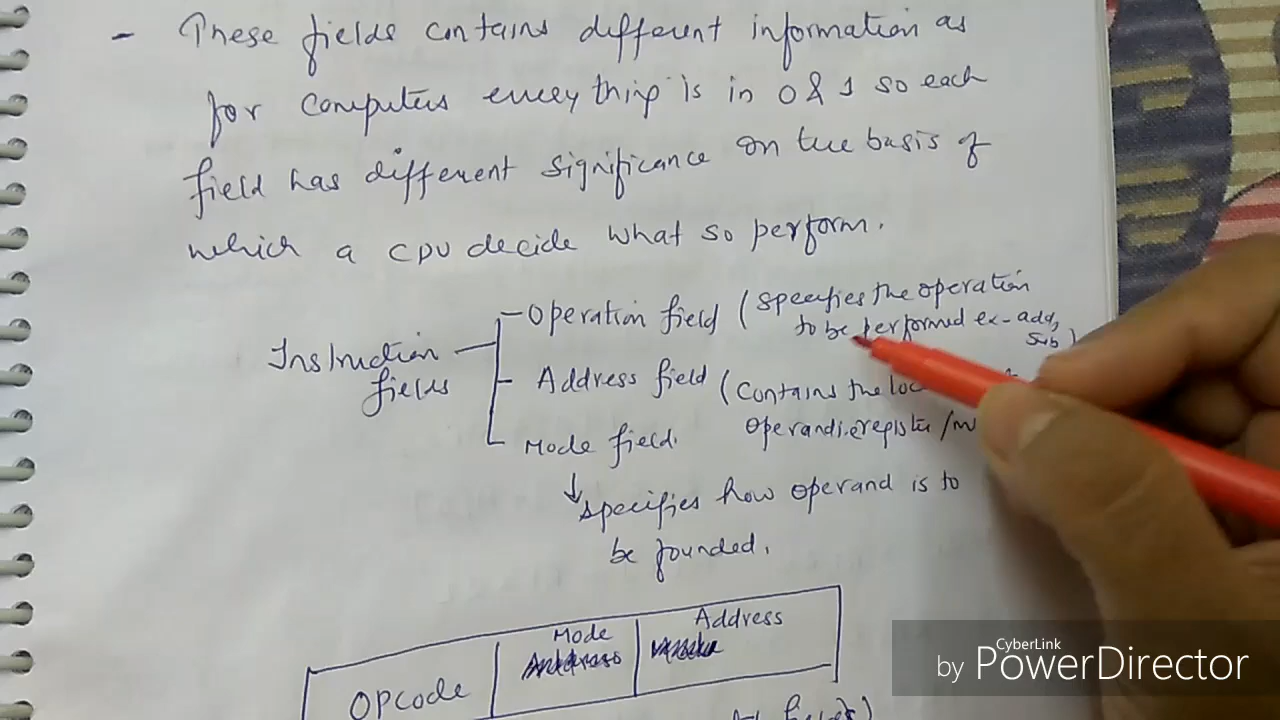 - These fields contains different information as
for computers everything is in 0 & 1 so each
field has different significance on the basis of
which a CPU decide what so perform.
Instruction fields
Operation field (specifies the operation
to be performed ex- add,
sub)
Address field (contains the
operand i.e register /m
Mode field.
↓ specifies how operand is to
be founded.
Opcode
Mode
Address
CyberLink
by PowerDirector